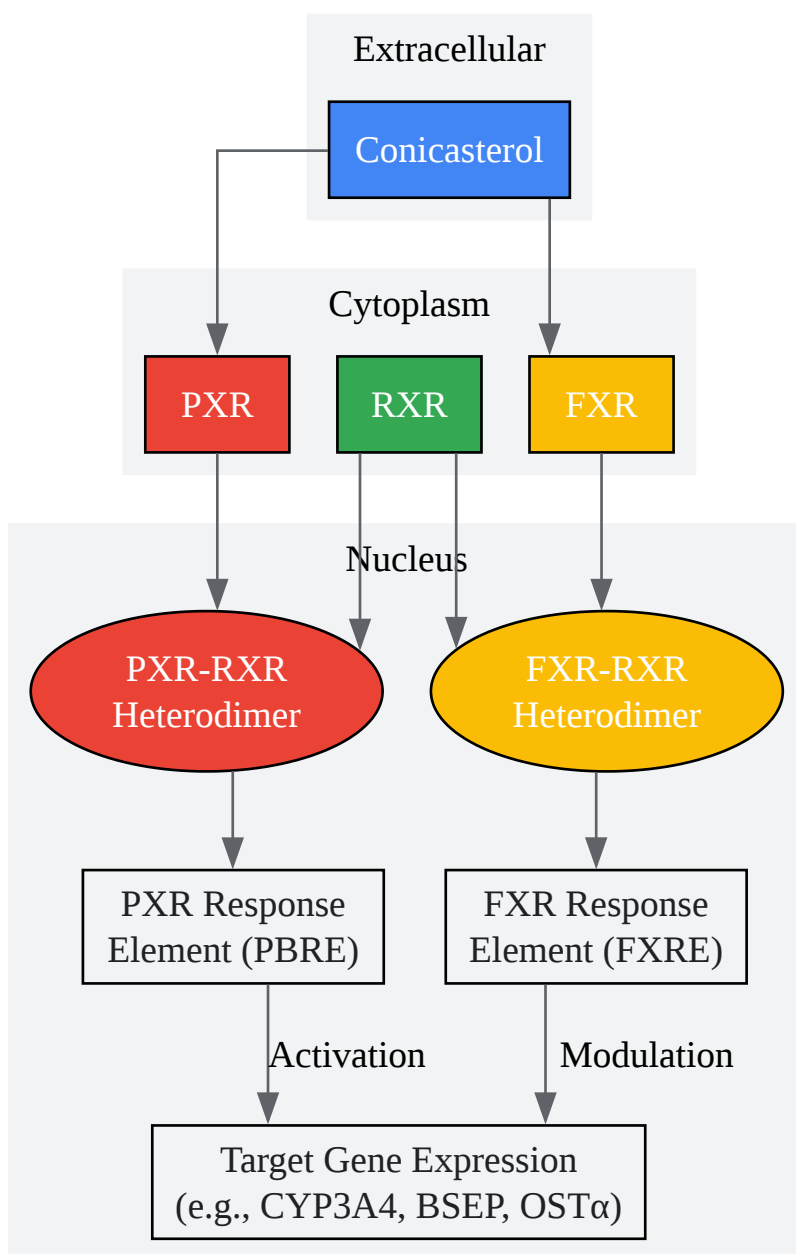 Extracellular
Conicasterol
Cytoplasm
PXR
RXR
FXR
Nucleus
PXR-RXR
Heterodimer
FXR-RXR
Heterodimer
PXR Response
Element (PBRE)
FXR Response
Element (FXRE)
Activation
Modulation
Target Gene Expression
(e.g., CYP3A4, BSEP, OSTα)